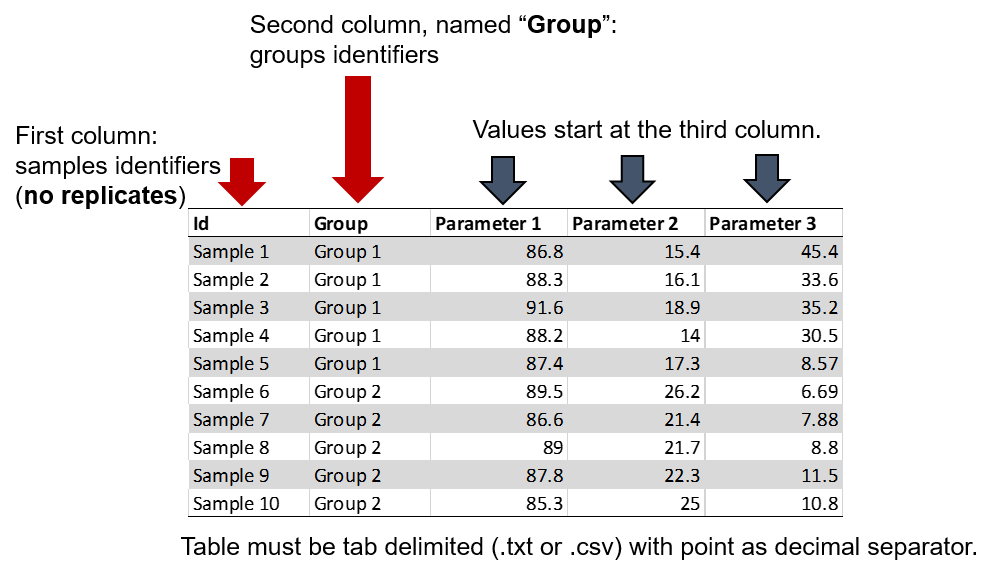 Second column, named “Group”:
groups identifiers
First column:
samples identifiers
(no replicates)
Values start at the third column.
Id Group Parameter 1 Parameter 2 Parameter 3
Sample 1 Group 1 86.8 15.4 45.4
Sample 2 Group 1 88.3 16.1 33.6
Sample 3 Group 1 91.6 18.9 35.2
Sample 4 Group 1 88.2 14 30.5
Sample 5 Group 1 87.4 17.3 8.57
Sample 6 Group 2 89.5 26.2 6.69
Sample 7 Group 2 86.6 21.4 7.88
Sample 8 Group 2 89 21.7 8.8
Sample 9 Group 2 87.8 22.3 11.5
Sample 10 Group 2 85.3 25 10.8
Table must be tab delimited (.txt or .csv) with point as decimal separator.